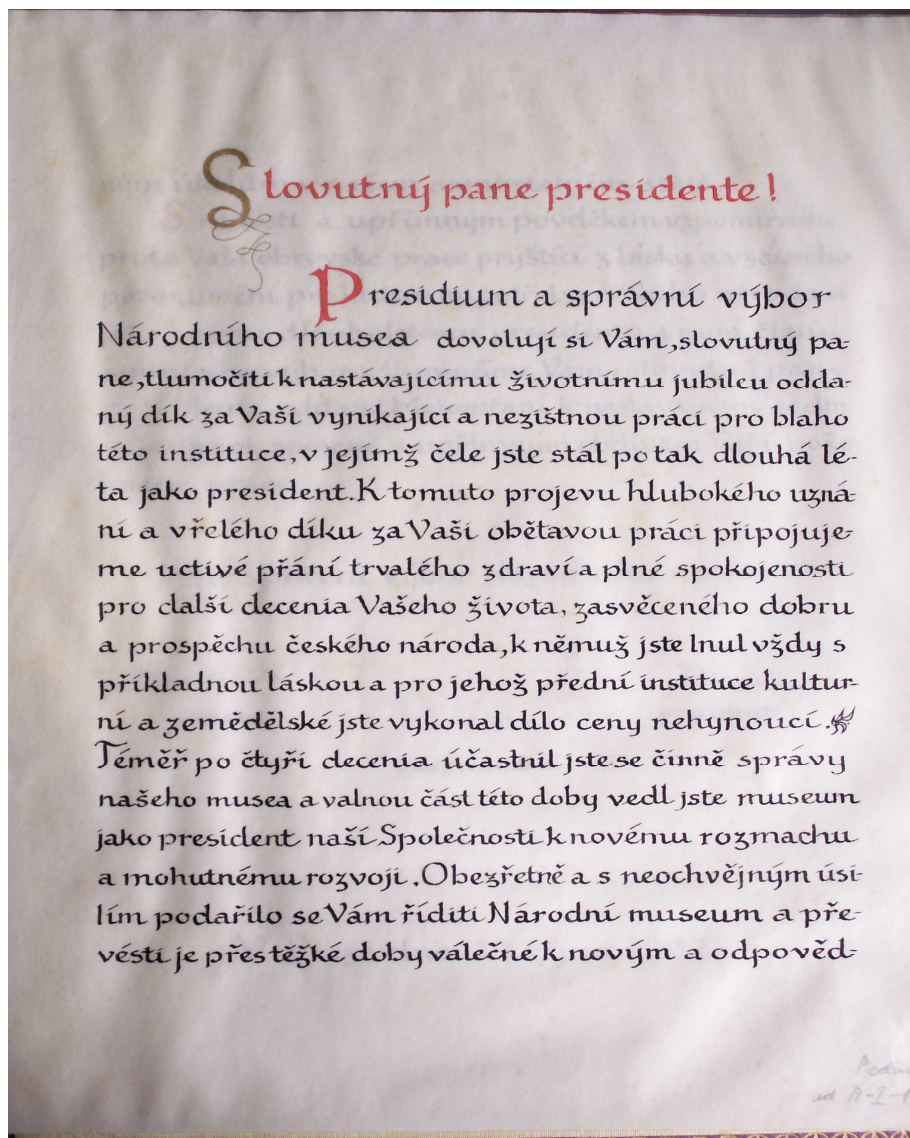 Slovutný pane presidente!
Presidium a správní výbor
Národního musea dovolují si Vám, slovutný pa-
ne, tlumočiti k nastávajícímu životnímu jubileu odda-
ný dík za Vaši vynikající a nezištnou práci pro blaho
této instituce, v jejímž čele jste stál po tak dlouhá lé-
ta jako president. K tomuto projevu hlubokého uzná-
ní a vřelého díku za Vaši obětavou práci připojuje-
me uctivé přání trvalého zdraví a plné spokojenosti
pro další decenia Vašeho života, zasvěceného dobru
a prospěchu českého národa, k němuž jste lnul vždy s
příkladnou láskou a pro jehož přední instituce kultur-
ní a zemědělské jste vykonal dílo ceny nehynoucí.
Téměř po čtyři decenia účastnil jste se činně správy
našeho musea a valnou část této doby vedl jste museum
jako president naší Společnosti k novému rozmachu
a mohutnému rozvoji. Obezřetně a s neochvějným úsi-
lím podařilo se Vám říditi Národní museum a pře-
vésti je přes těžké doby válečné k novým a odpověd-